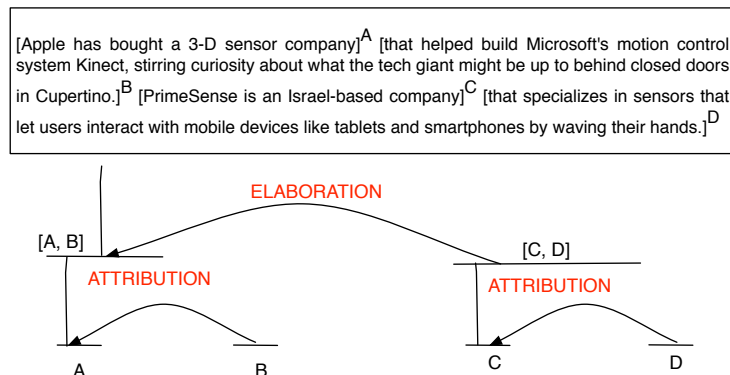 [Apple has bought a 3-D sensor company]A [that helped build Microsoft's motion control
system Kinect, stirring curiosity about what the tech giant might be up to behind closed doors
in Cupertino.]B [PrimeSense is an Israel-based company]C [that specializes in sensors that
let users interact with mobile devices like tablets and smartphones by waving their hands.]D
ELABORATION
[A, B]
[C, D]
ATTRIBUTION
ATTRIBUTION
A
B
C
D